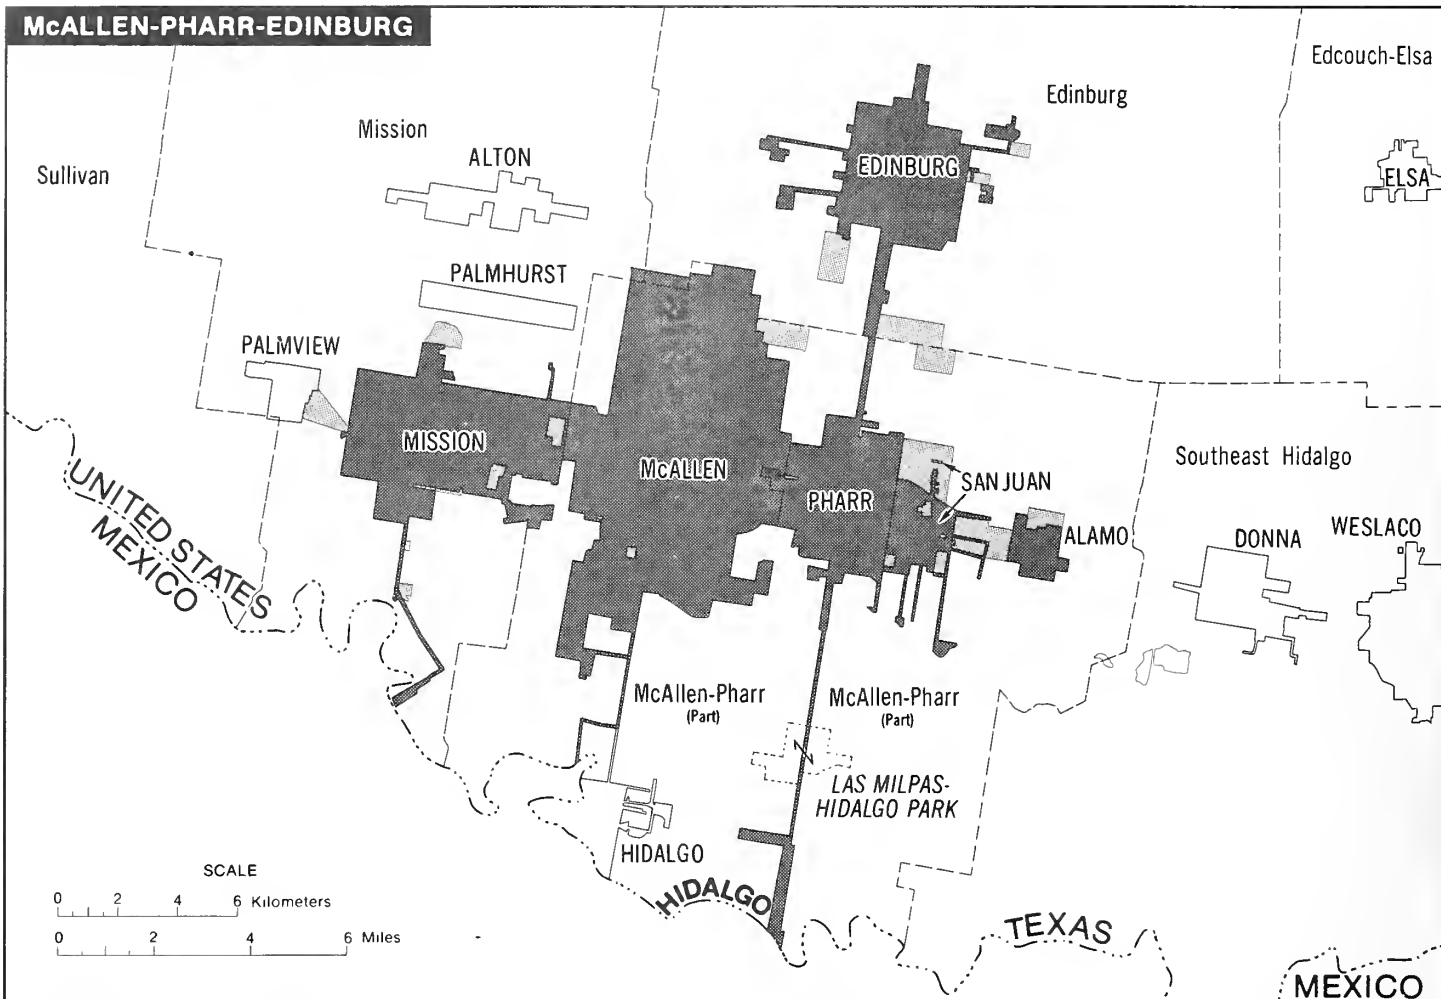 McALLEN-PHARR-EDINBURG
Edcouch-Elsa
Edinburg
Mission
ALTON
Sullivan
EDINBURG
ELSA
PALMHURST
PALMVIEW
MISSION
McALLEN
PHARR
SAN JUAN
ALAMO
Southeast Hidalgo
DONNA
WESLACO
UNITED STATES
MEXICO
McAllen-Pharr
(Part)
McAllen-Pharr
(Part)
LAS MILPAS-
HIDALGO PARK
HIDALGO
HIDALGO
TEXAS
MEXICO
SCALE
0 2 4 6 Kilometers
0 2 4 6 Miles